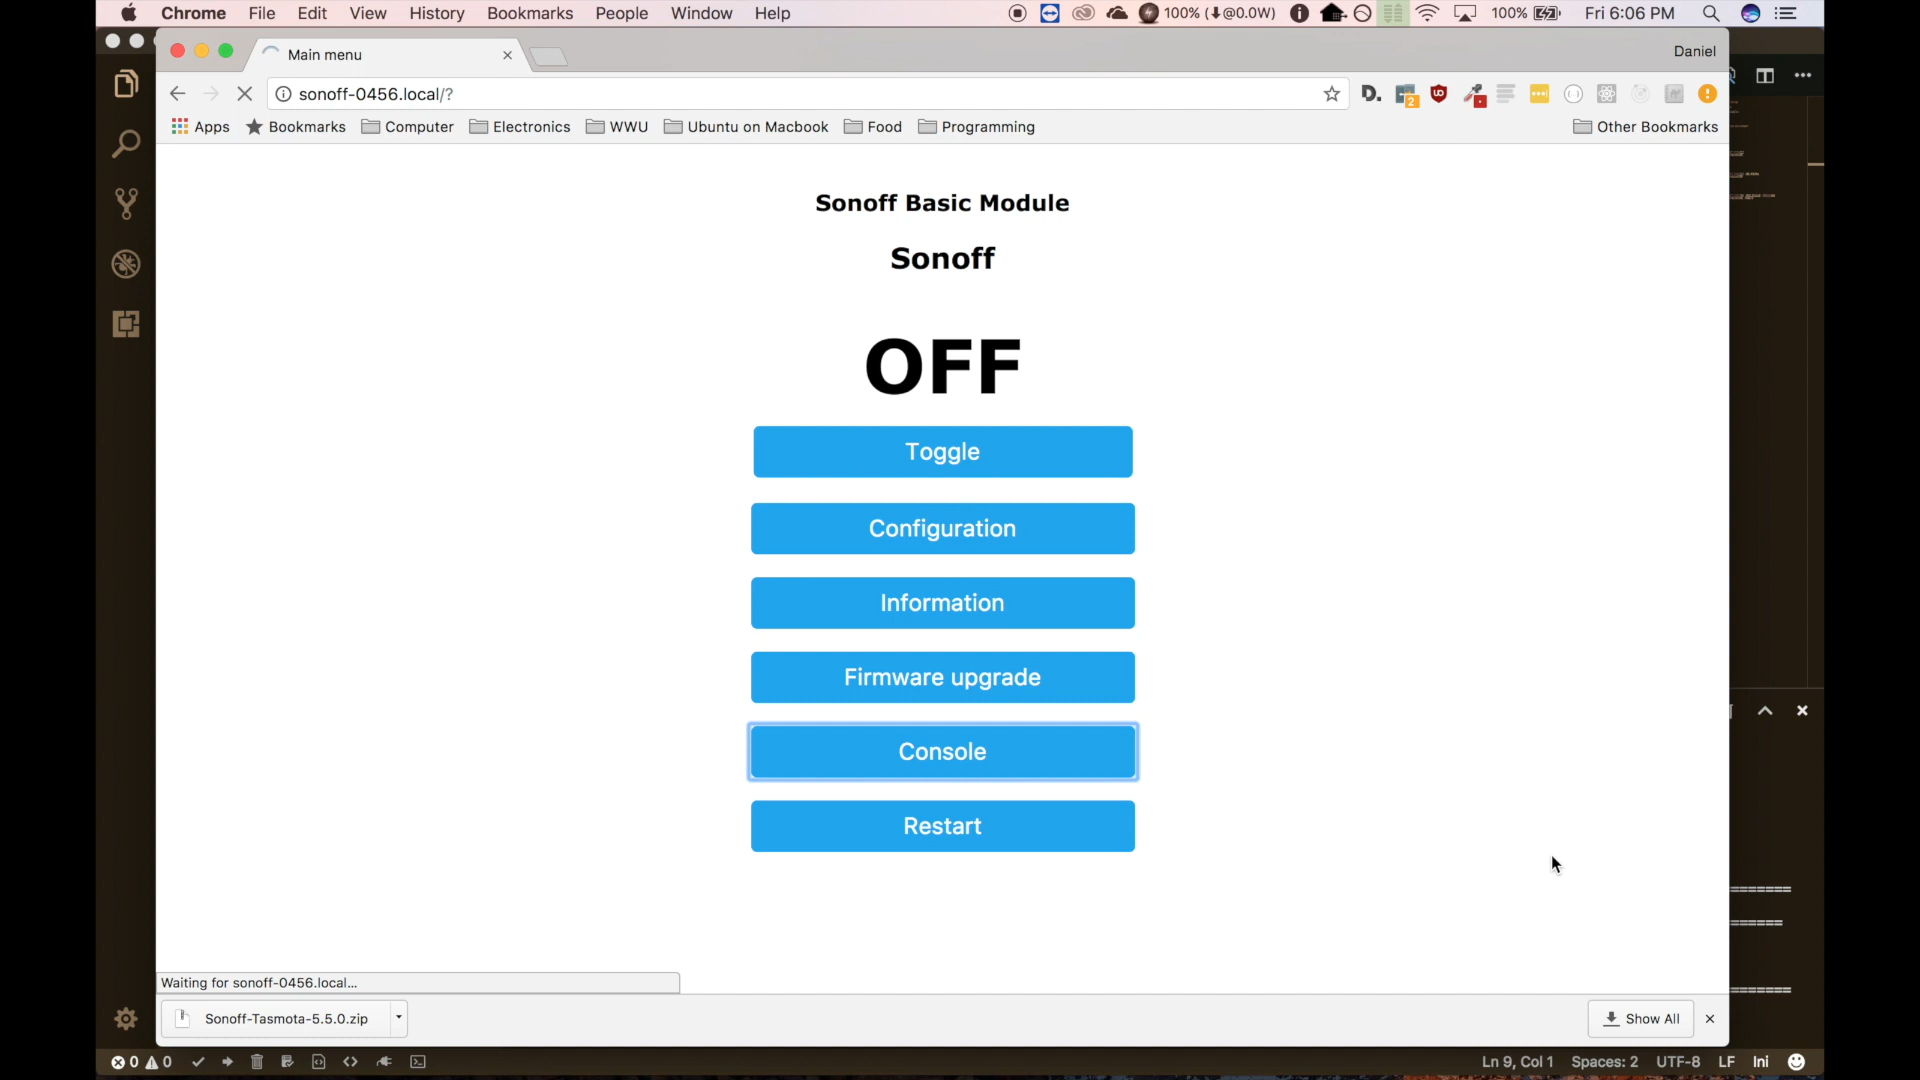 Chrome File Edit View History Bookmarks People Window Help 100% (⬇@0.0W) 100% Fri 6:06 PM
Main menu
Daniel
sonoff-0456.local/?
D.
2
Apps Bookmarks Computer Electronics WWU Ubuntu on Macbook Food Programming Other Bookmarks
Sonoff Basic Module
Sonoff
OFF
Toggle
Configuration
Information
Firmware upgrade
Console
Restart
Waiting for sonoff-0456.local...
Sonoff-Tasmota-5.5.0.zip
Show All
0 0 Ln 9, Col 1 Spaces: 2 UTF-8 LF Ini